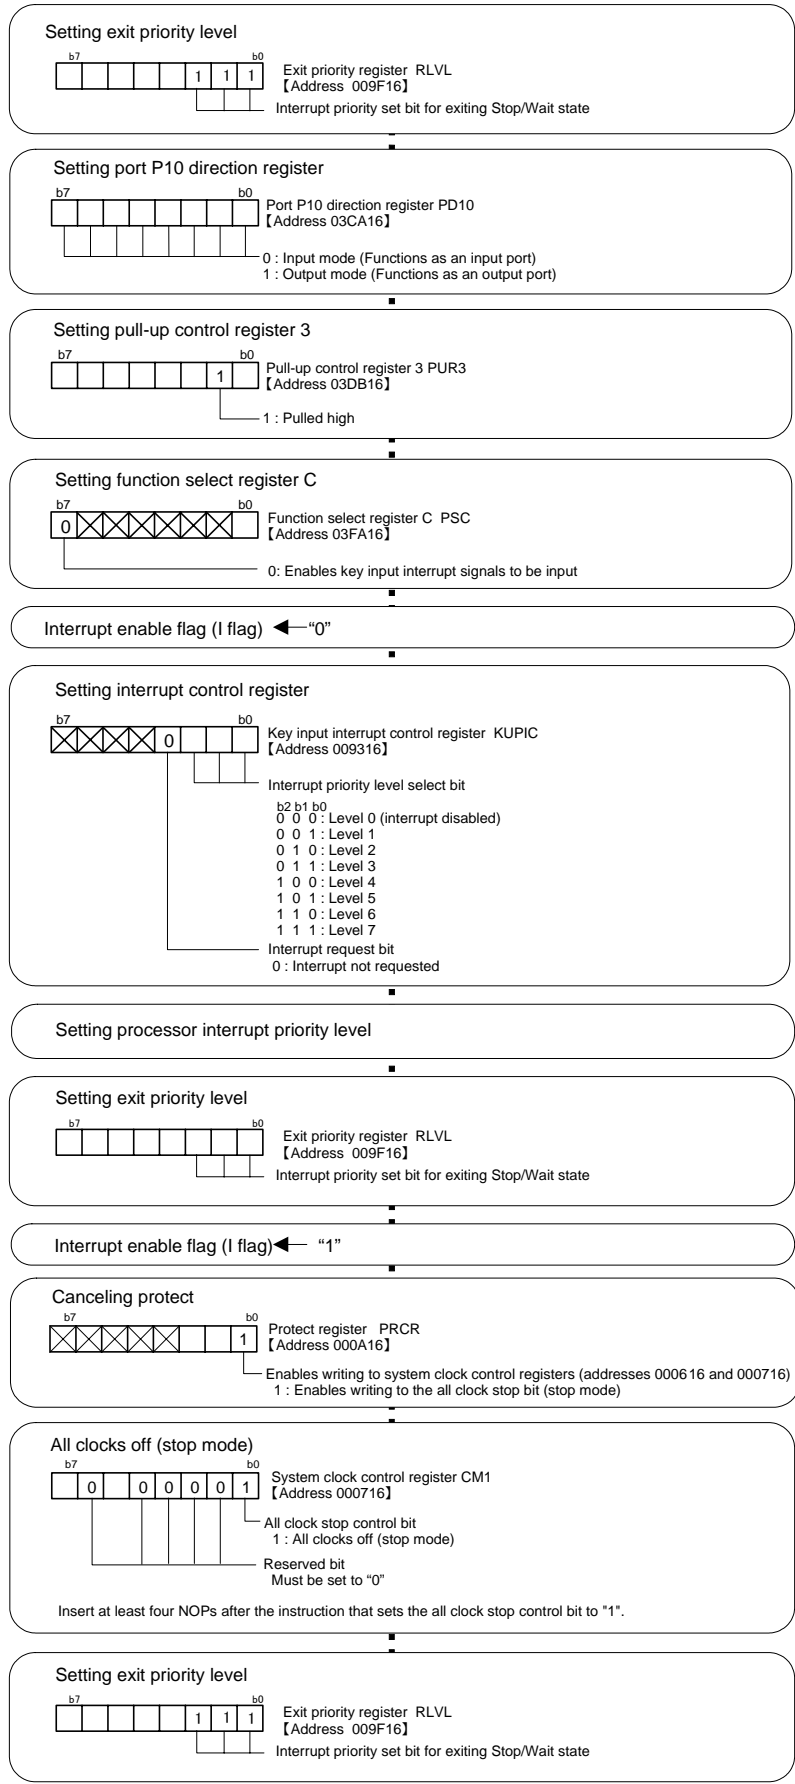 Setting exit priority level
b7 b0
1 1 1 Exit priority register RLVL
【Address 009F16】
Interrupt priority set bit for exiting Stop/Wait state
Setting port P10 direction register
b7 b0
Port P10 direction register PD10
【Address 03CA16】
0 : Input mode (Functions as an input port)
1 : Output mode (Functions as an output port)
Setting pull-up control register 3
b7 b0
1 Pull-up control register 3 PUR3
【Address 03DB16】
1 : Pulled high
Setting function select register C
b7 b0
0 Function select register C PSC
【Address 03FA16】
0: Enables key input interrupt signals to be input
Interrupt enable flag (I flag) “0”
Setting interrupt control register
b7 b0
0 Key input interrupt control register KUPIC
【Address 009316】
Interrupt priority level select bit
b2 b1 b0
0 0 0 : Level 0 (interrupt disabled)
0 0 1 : Level 1
0 1 0 : Level 2
0 1 1 : Level 3
1 0 0 : Level 4
1 0 1 : Level 5
1 1 0 : Level 6
1 1 1 : Level 7
Interrupt request bit
0 : Interrupt not requested
Setting processor interrupt priority level
Setting exit priority level
b7 b0
Exit priority register RLVL
【Address 009F16】
Interrupt priority set bit for exiting Stop/Wait state
Interrupt enable flag (I flag) “1”
Canceling protect
b7 b0
1 Protect register PRCR
【Address 000A16】
Enables writing to system clock control registers (addresses 000616 and 000716)
1 : Enables writing to the all clock stop bit (stop mode)
All clocks off (stop mode)
b7 b0
0 0 0 0 0 1 System clock control register CM1
【Address 000716】
All clock stop control bit
1 : All clocks off (stop mode)
Reserved bit
Must be set to “0”
Insert at least four NOPs after the instruction that sets the all clock stop control bit to "1".
Setting exit priority level
b7 b0
1 1 1 Exit priority register RLVL
【Address 009F16】
Interrupt priority set bit for exiting Stop/Wait state